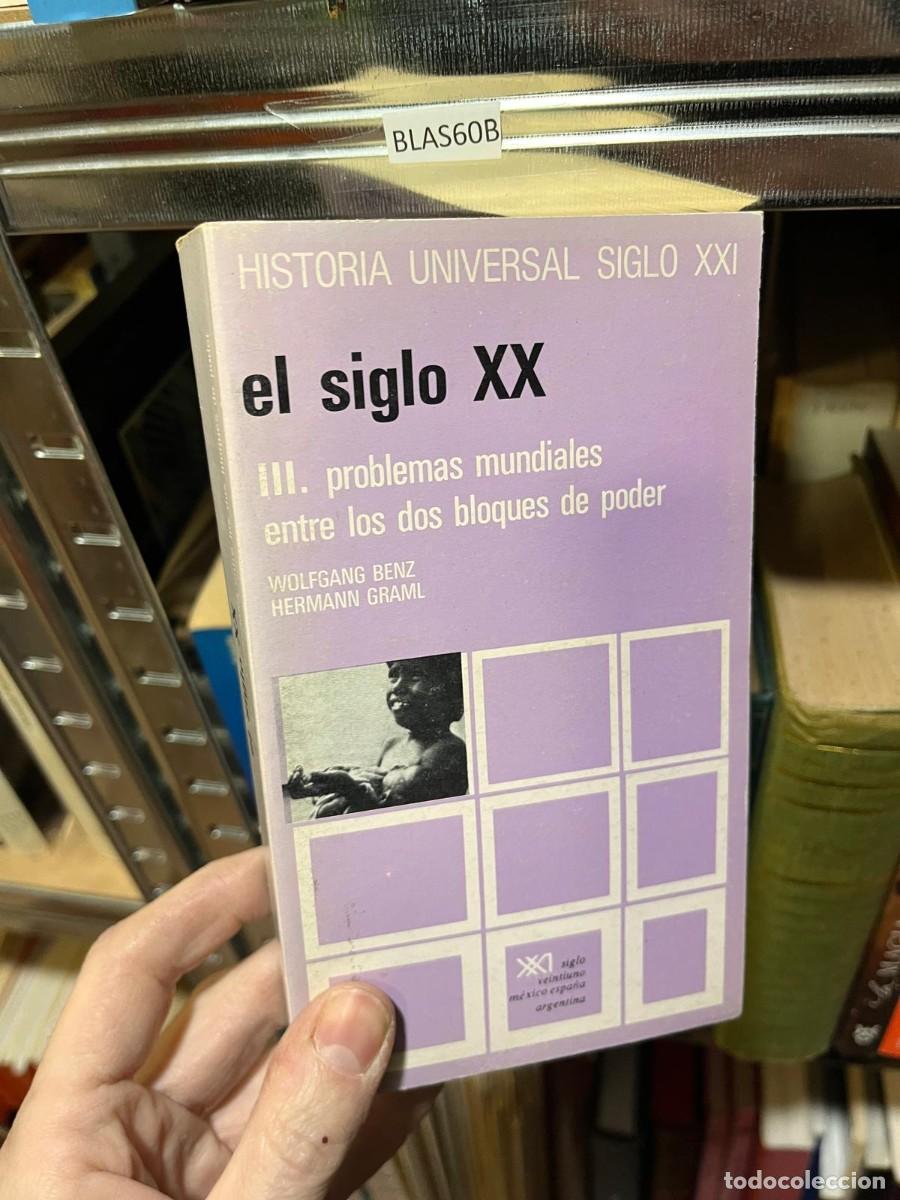 BLAS60B
HISTORIA UNIVERSAL SIGLO XXI
el siglo XX
III. problemas mundiales
entre los dos bloques de poder
WOLFGANG BENZ
HERMANN GRAML
siglo
veintiuno
méxico españa
argentina
todocoleccion